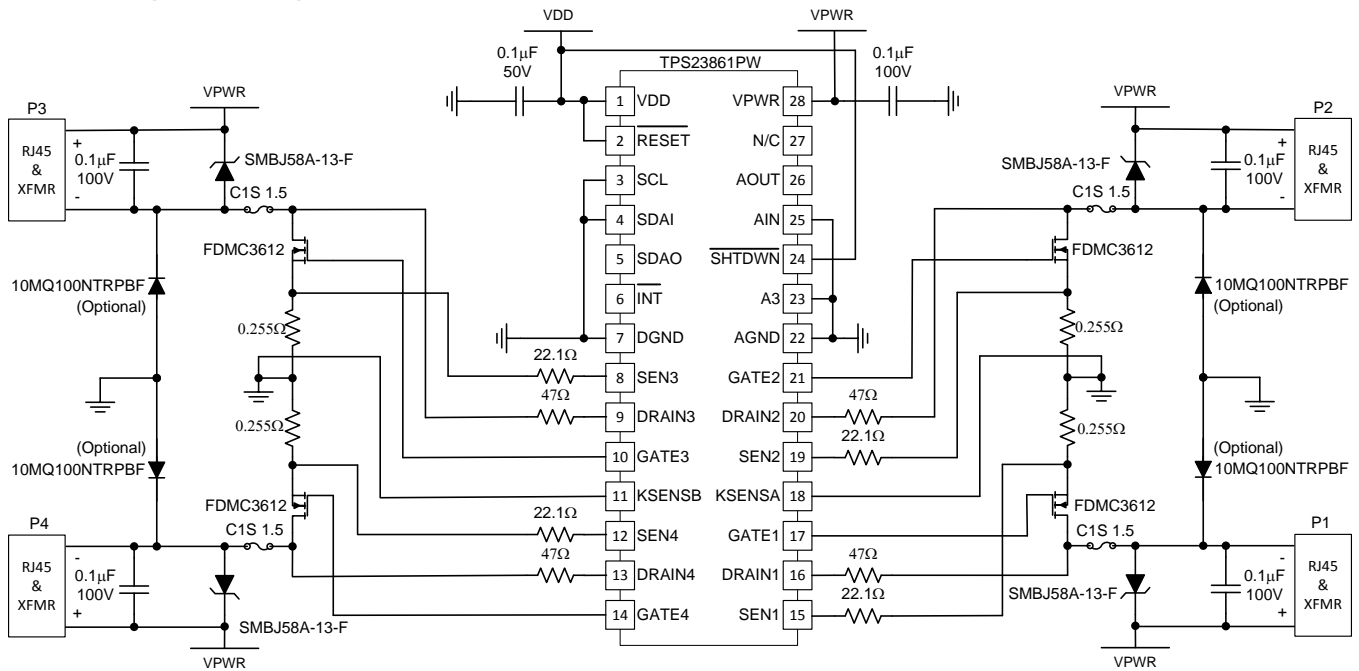 VDD
VPWR
0.1μF
50V
0.1μF
100V
TPS23861PW
1 VDD
2 RESET
3 SCL
4 SDAI
5 SDAO
6 INT
7 DGND
8 SEN3
9 DRAIN3
10 GATE3
11 KSENSB
12 SEN4
13 DRAIN4
14 GATE4
VPWR 28
N/C 27
AOUT 26
AIN 25
SHTDWN 24
A3 23
AGND 22
GATE2 21
DRAIN2 20
SEN2 19
KSENSA 18
GATE1 17
DRAIN1 16
SEN1 15
22.1Ω
47Ω
22.1Ω
47Ω
47Ω
22.1Ω
47Ω
22.1Ω
P3
VPWR
RJ45
&
XFMR
+
-
0.1μF
100V
SMBJ58A-13-F
C1S 1.5
FDMC3612
10MQ100NTRPBF
(Optional)
0.255Ω
0.255Ω
(Optional)
10MQ100NTRPBF
FDMC3612
C1S 1.5
P4
RJ45
&
XFMR
-
+
0.1μF
100V
SMBJ58A-13-F
VPWR
VPWR
P2
SMBJ58A-13-F
0.1μF
100V
+
-
RJ45
&
XFMR
C1S 1.5
FDMC3612
10MQ100NTRPBF
(Optional)
0.255Ω
0.255Ω
(Optional)
10MQ100NTRPBF
FDMC3612
C1S 1.5
P1
SMBJ58A-13-F
0.1μF
100V
-
+
RJ45
&
XFMR
VPWR